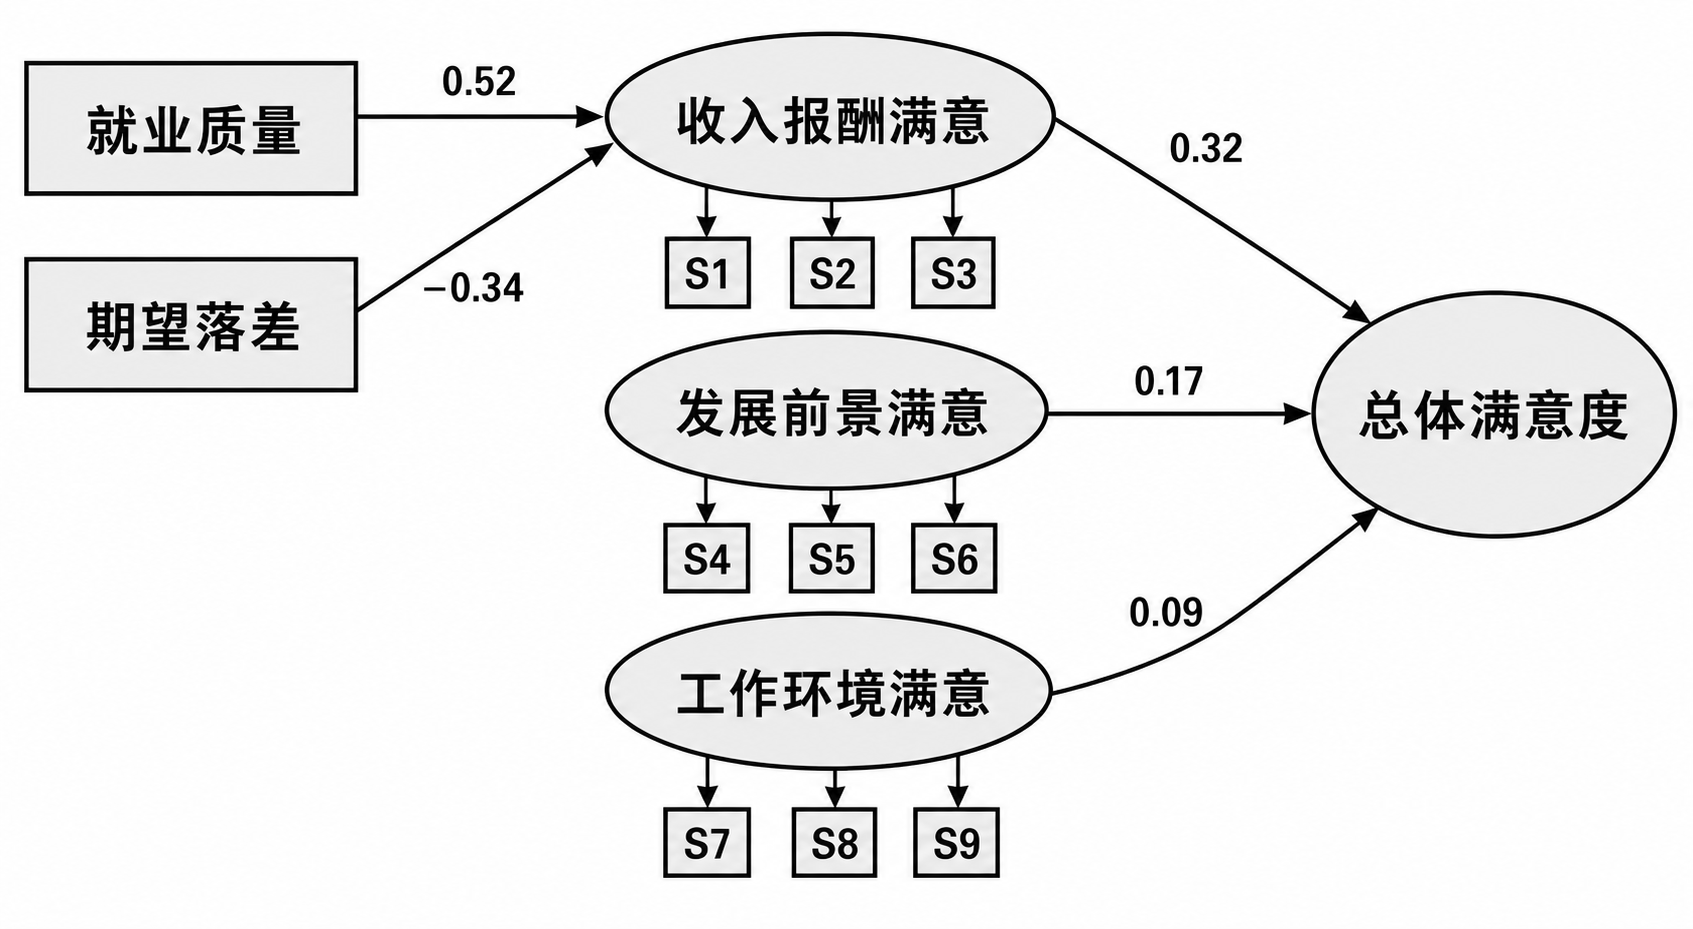 就业质量
0.52
收入报酬满意
0.32
S1 S2 S3
期望落差
−0.34
发展前景满意
0.17
总体满意度
S4 S5 S6
0.09
工作环境满意
S7 S8 S9